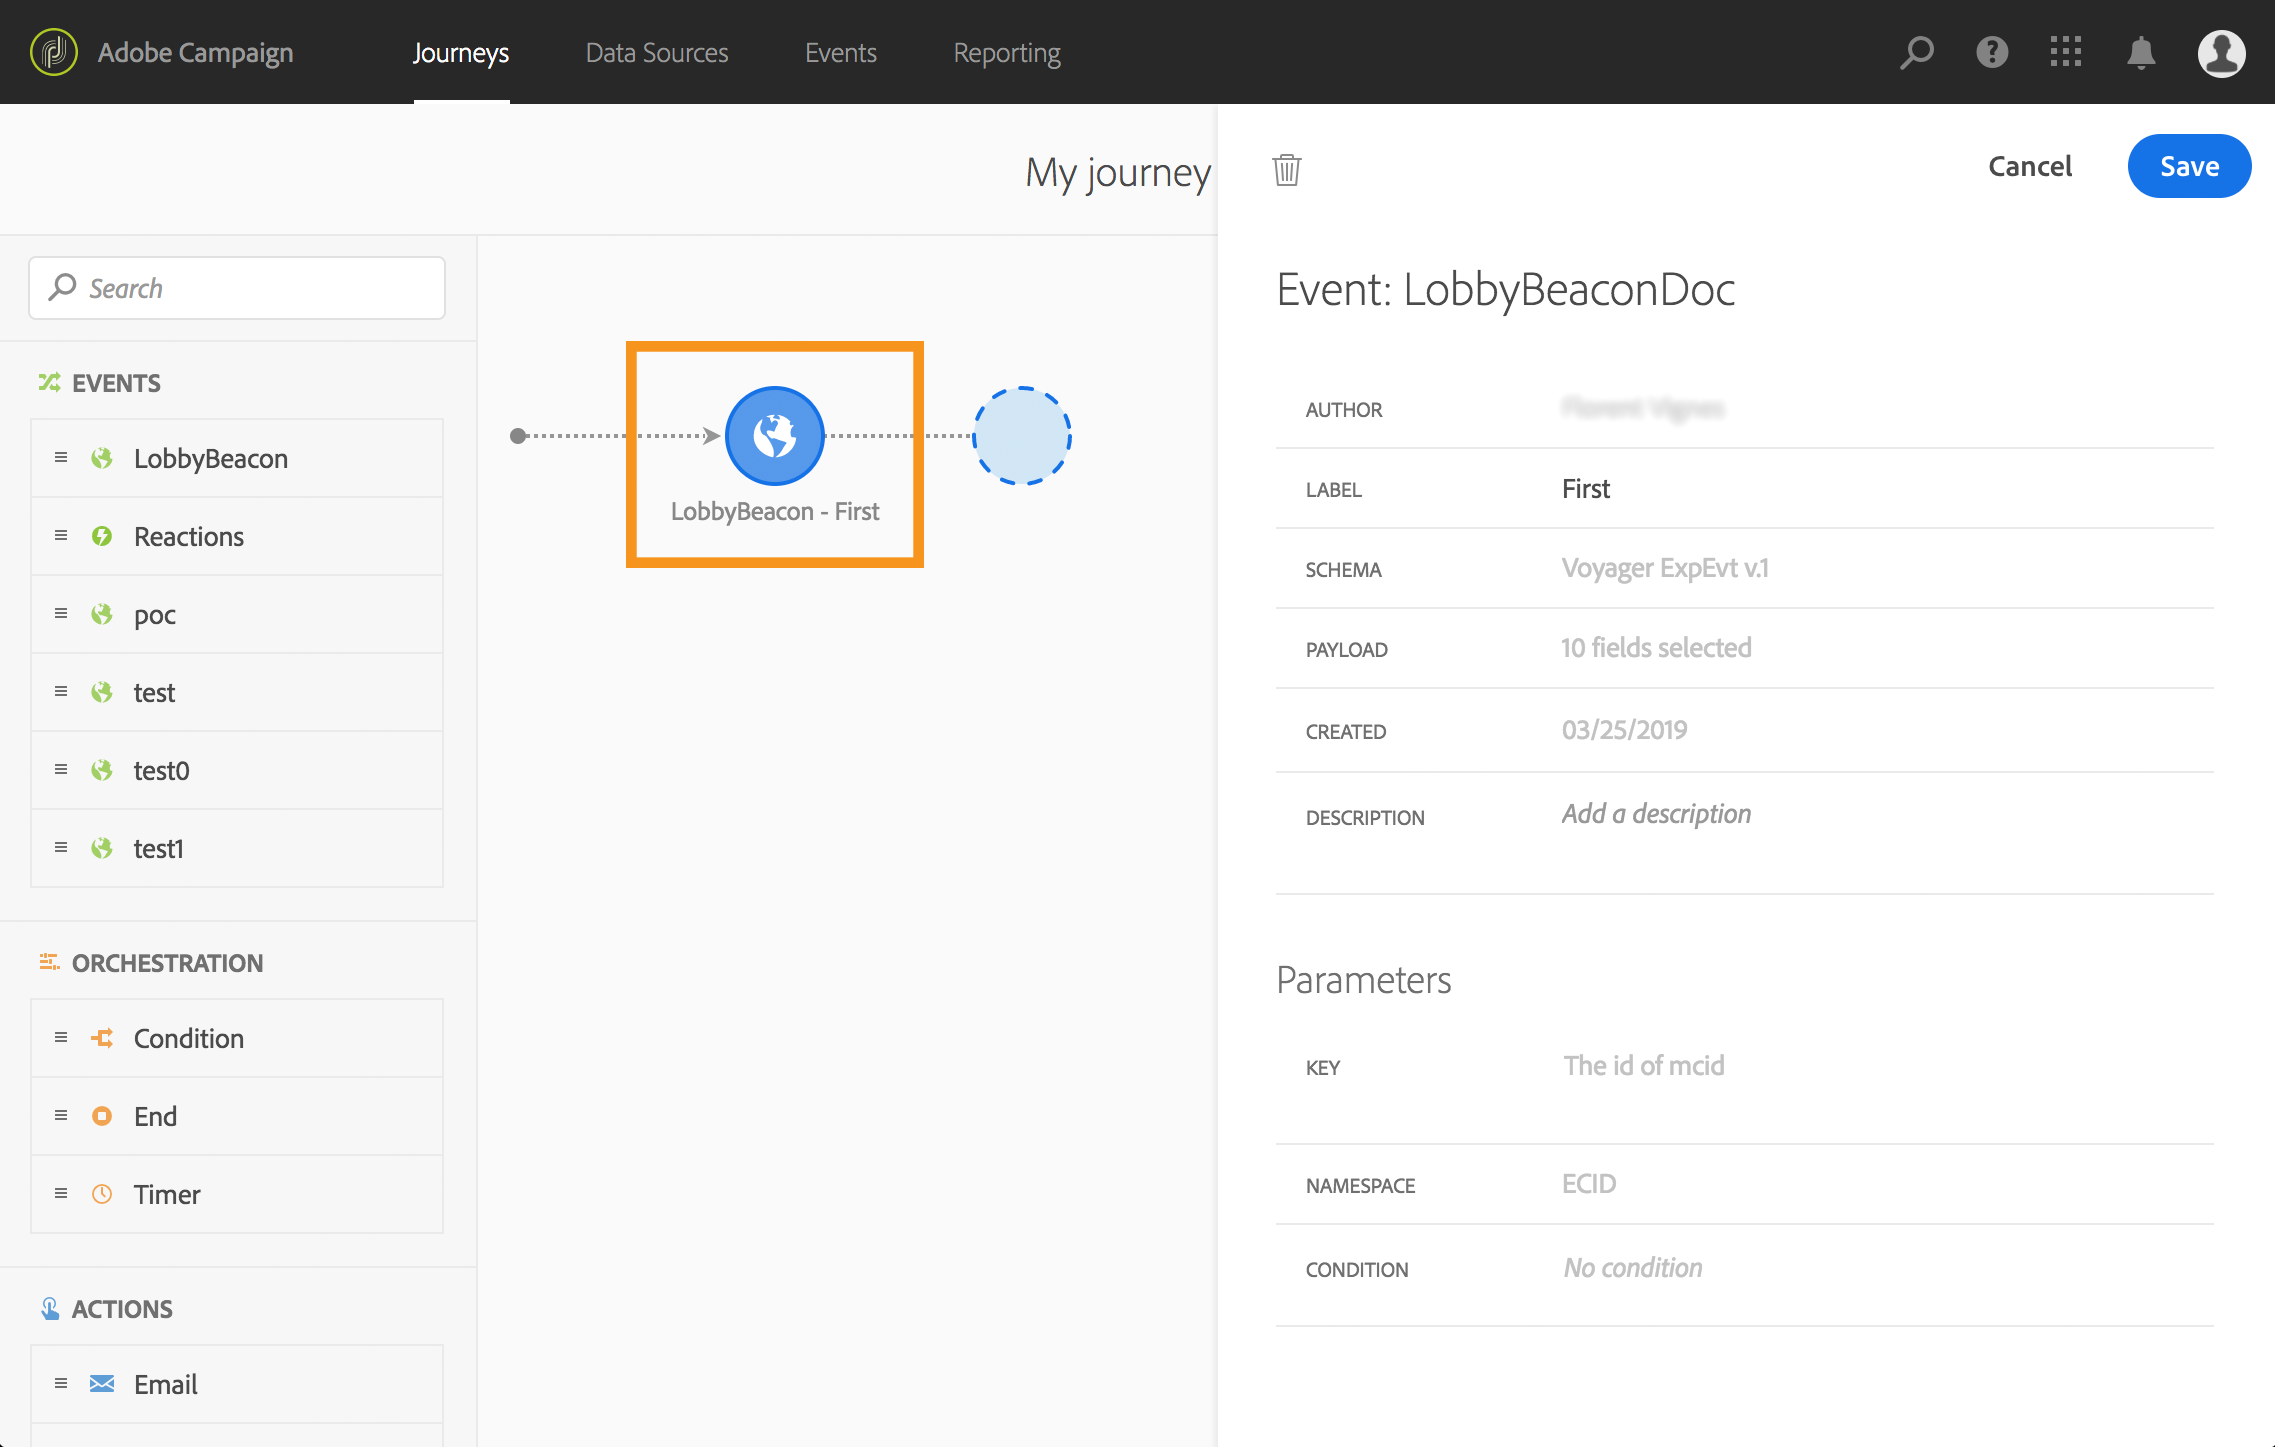 Adobe Campaign Journeys Data Sources Events Reporting
My journey
Cancel Save
Search
Event: LobbyBeaconDoc
EVENTS
LobbyBeacon
Reactions
poc
test
test0
test1
LobbyBeacon - First
AUTHOR
LABEL First
SCHEMA Voyager ExpEvt v.1
PAYLOAD 10 fields selected
CREATED 03/25/2019
DESCRIPTION Add a description
ORCHESTRATION
Condition
End
Timer
Parameters
KEY The id of mcid
NAMESPACE ECID
CONDITION No condition
ACTIONS
Email